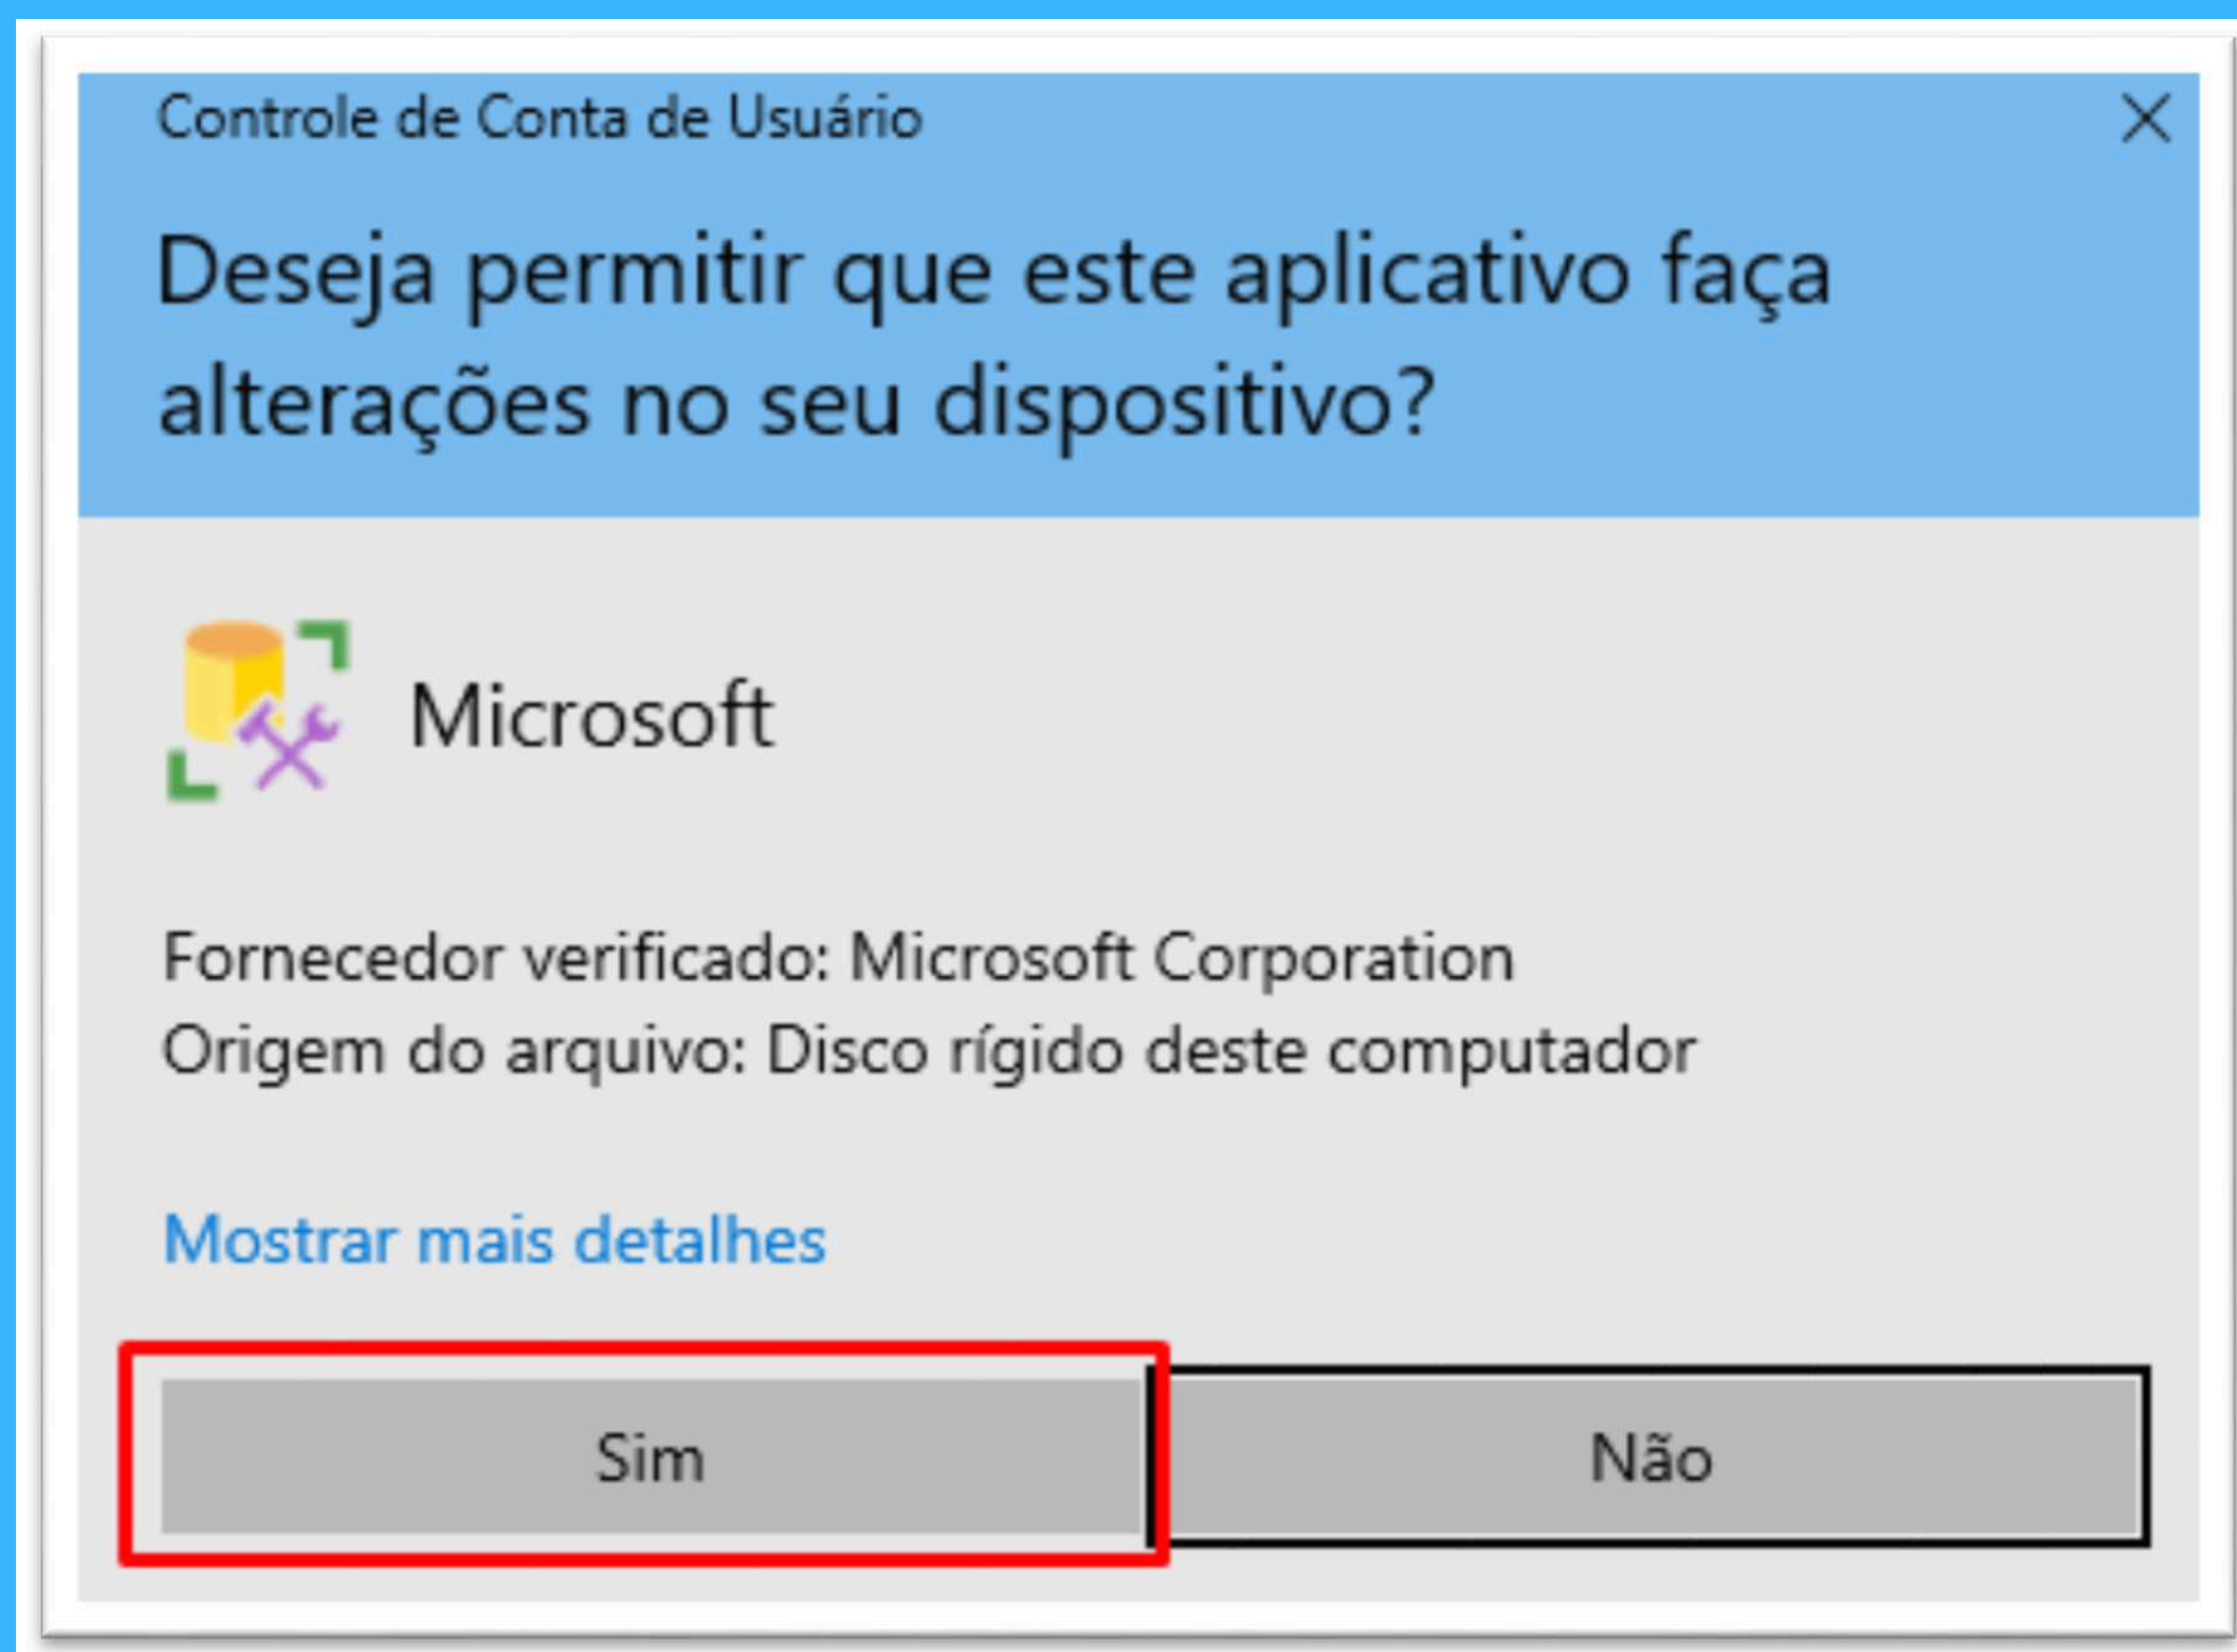 Controle de Conta de Usuário
Deseja permitir que este aplicativo faça
alterações no seu dispositivo?
Microsoft
Fornecedor verificado: Microsoft Corporation
Origem do arquivo: Disco rígido deste computador
Mostrar mais detalhes
Sim
Não